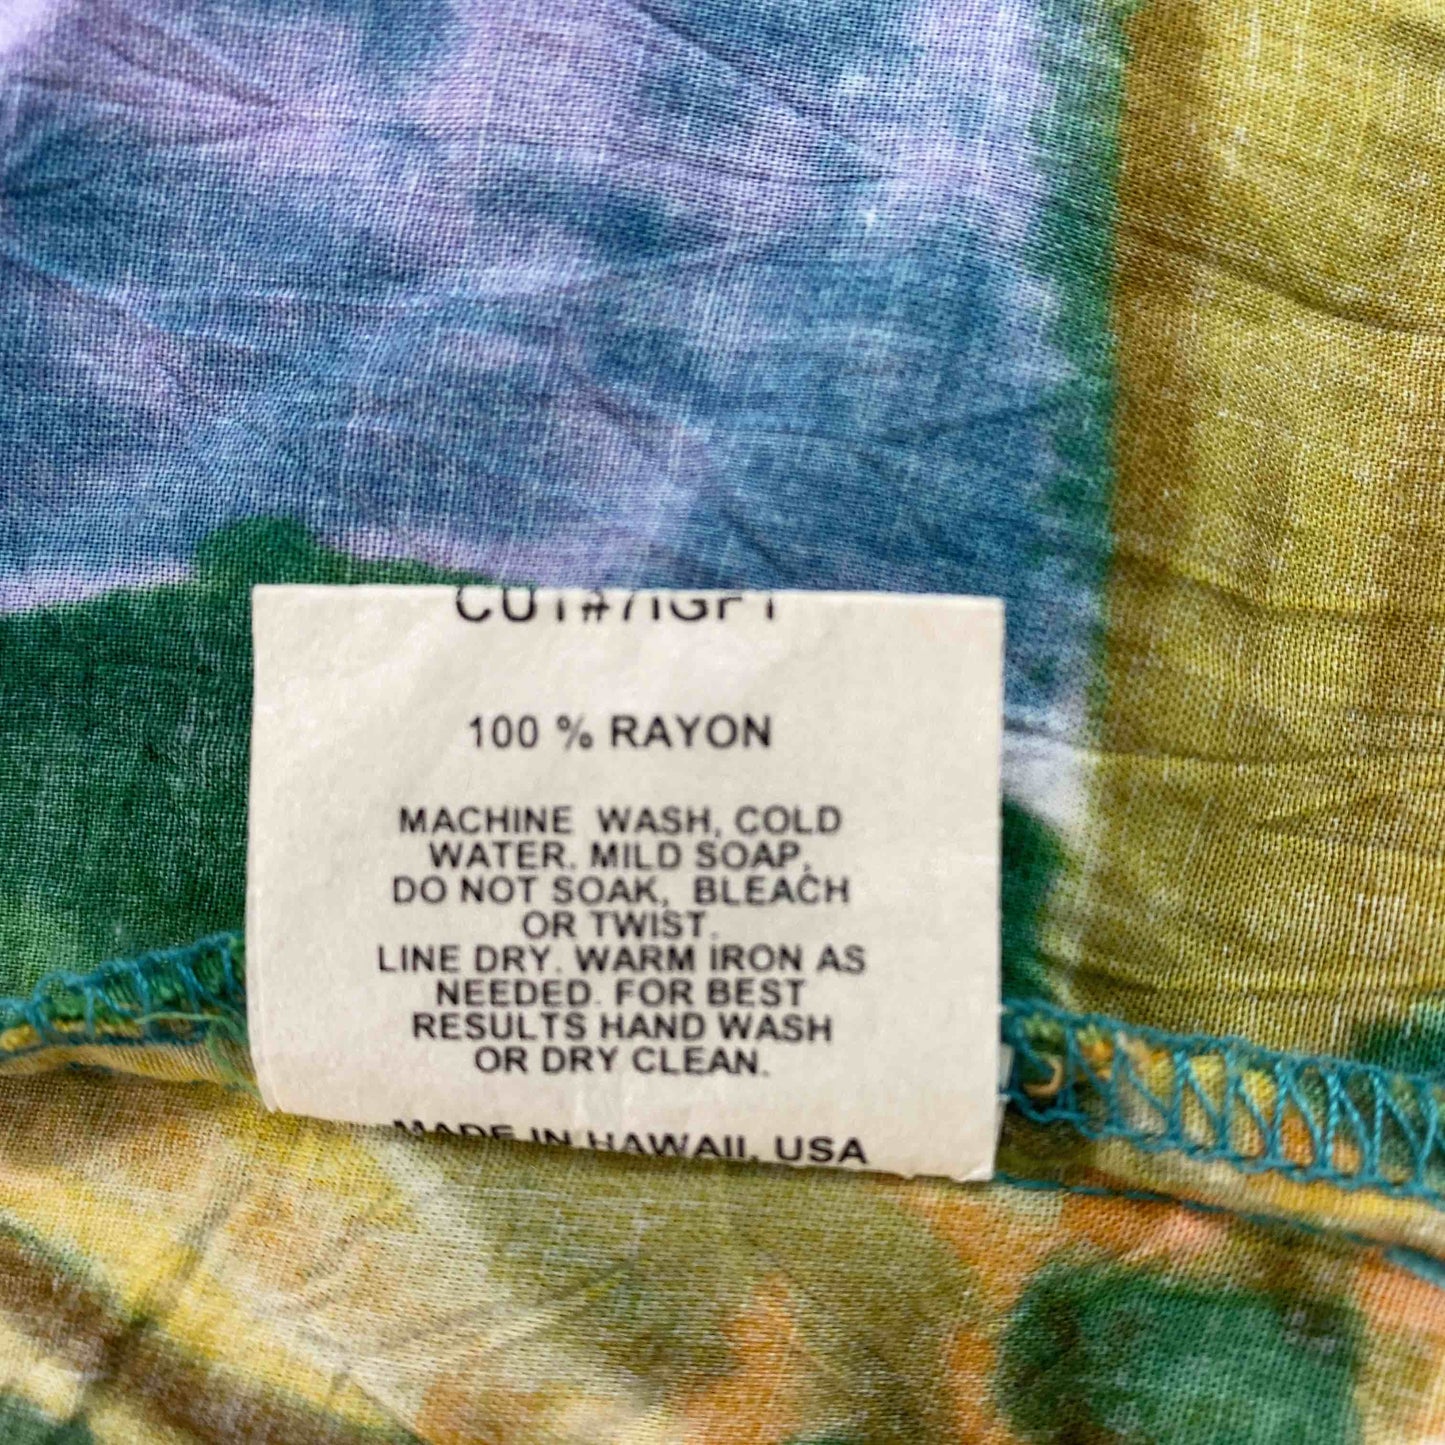 100 % RAYON
MACHINE WASH, COLD
WATER. MILD SOAP,
DO NOT SOAK, BLEACH
OR TWIST.
LINE DRY. WARM IRON AS
NEEDED. FOR BEST
RESULTS HAND WASH
OR DRY CLEAN.
MADE IN HAWAII, USA